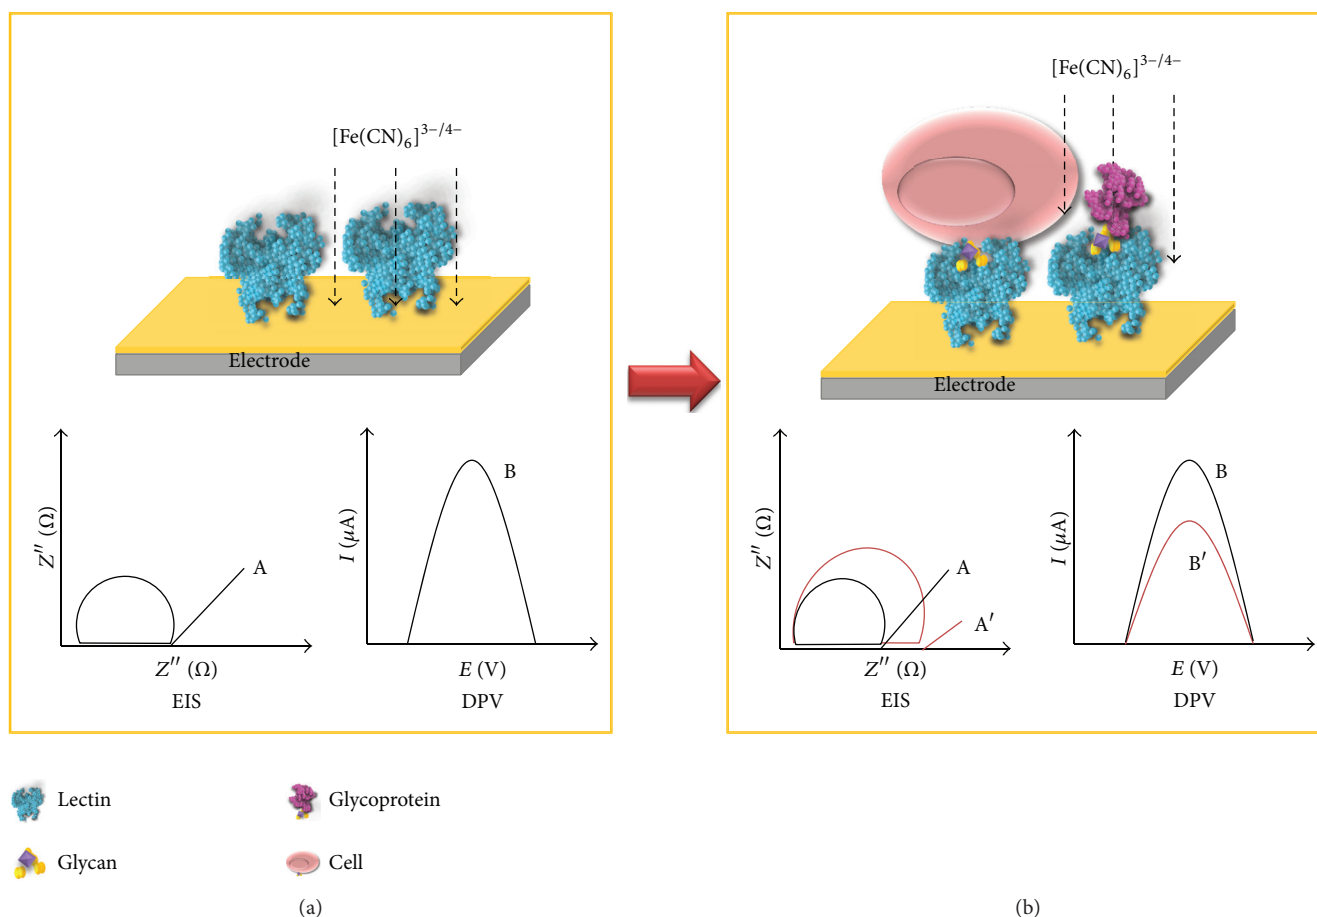 [Fe(CN)6]3−/4−
Electrode
Z″ (Ω)
A
Z″ (Ω)
EIS
I (μA)
B
E (V)
DPV
[Fe(CN)6]3−/4−
Electrode
Z″ (Ω)
A
A′
Z″ (Ω)
EIS
I (μA)
B
B′
E (V)
DPV
Lectin
Glycoprotein
Glycan
Cell
(a)
(b)